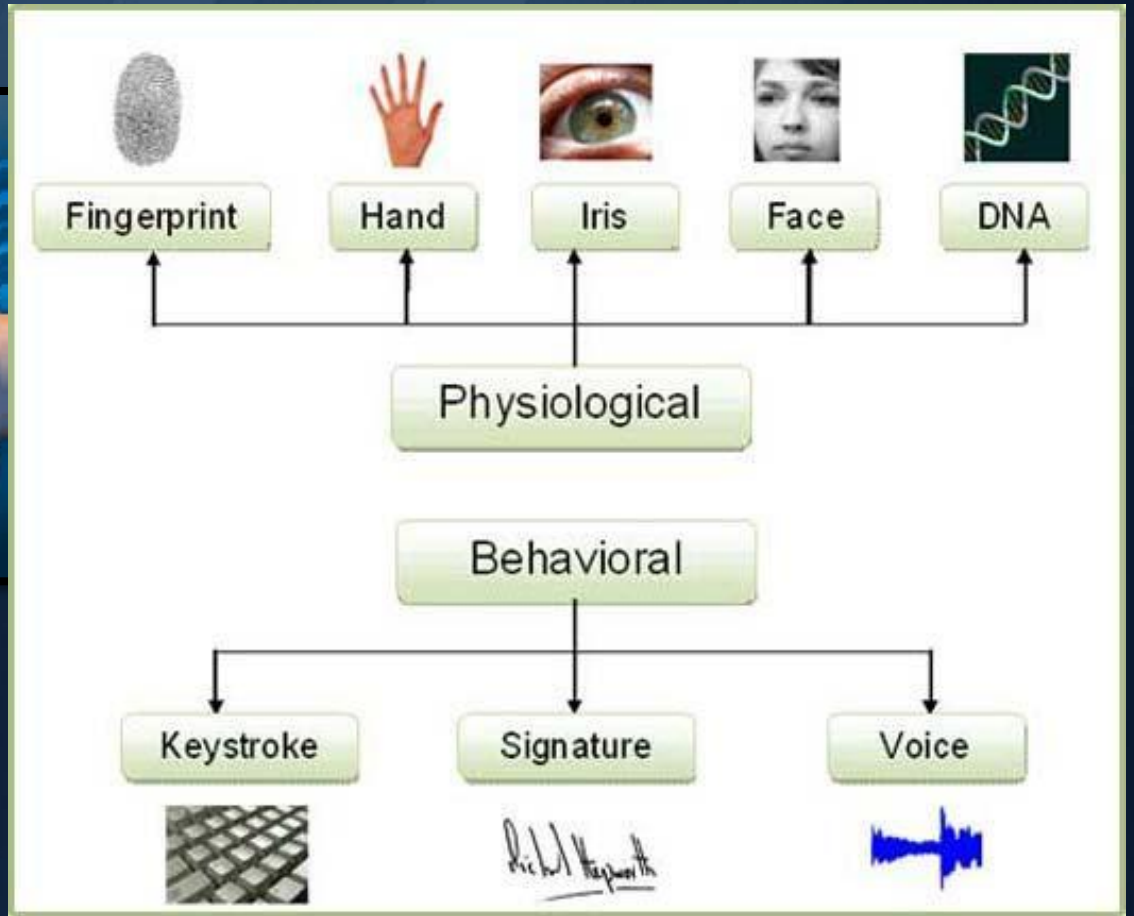 Fingerprint Hand Iris Face DNA
Physiological
Behavioral
Keystroke Signature Voice